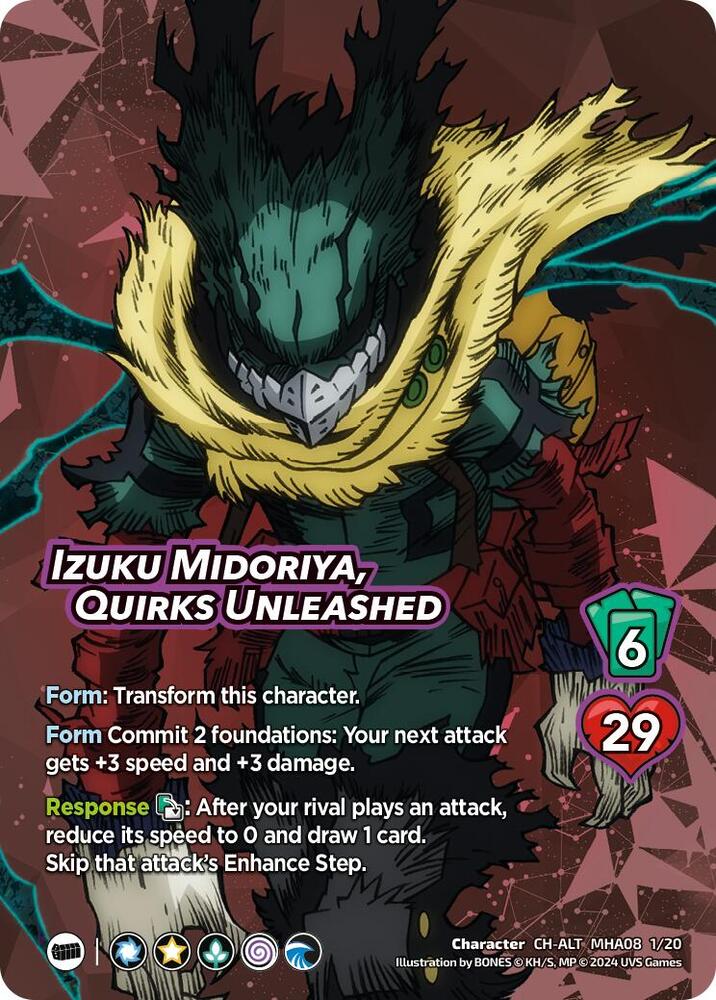 IZUKU MIDORIYA,
QUIRKS UNLEASHED
6
29
Form: Transform this character.
Form Commit 2 foundations: Your next attack
gets +3 speed and +3 damage.
Response : After your rival plays an attack,
reduce its speed to 0 and draw 1 card.
Skip that attack's Enhance Step.
Character CH-ALT MHA08 1/20
Illustration by BONES © KH/S, MP © 2024 UVS Games